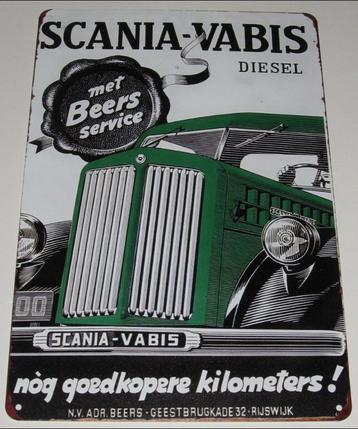 SCANIA-VABIS
DIESEL
met
Beers
service
SCANIA-VABIS
nòg goedkopere kilometers!
N.V. ADR. BEERS - GEESTBRUGKADE 32 - RIJSWIJK